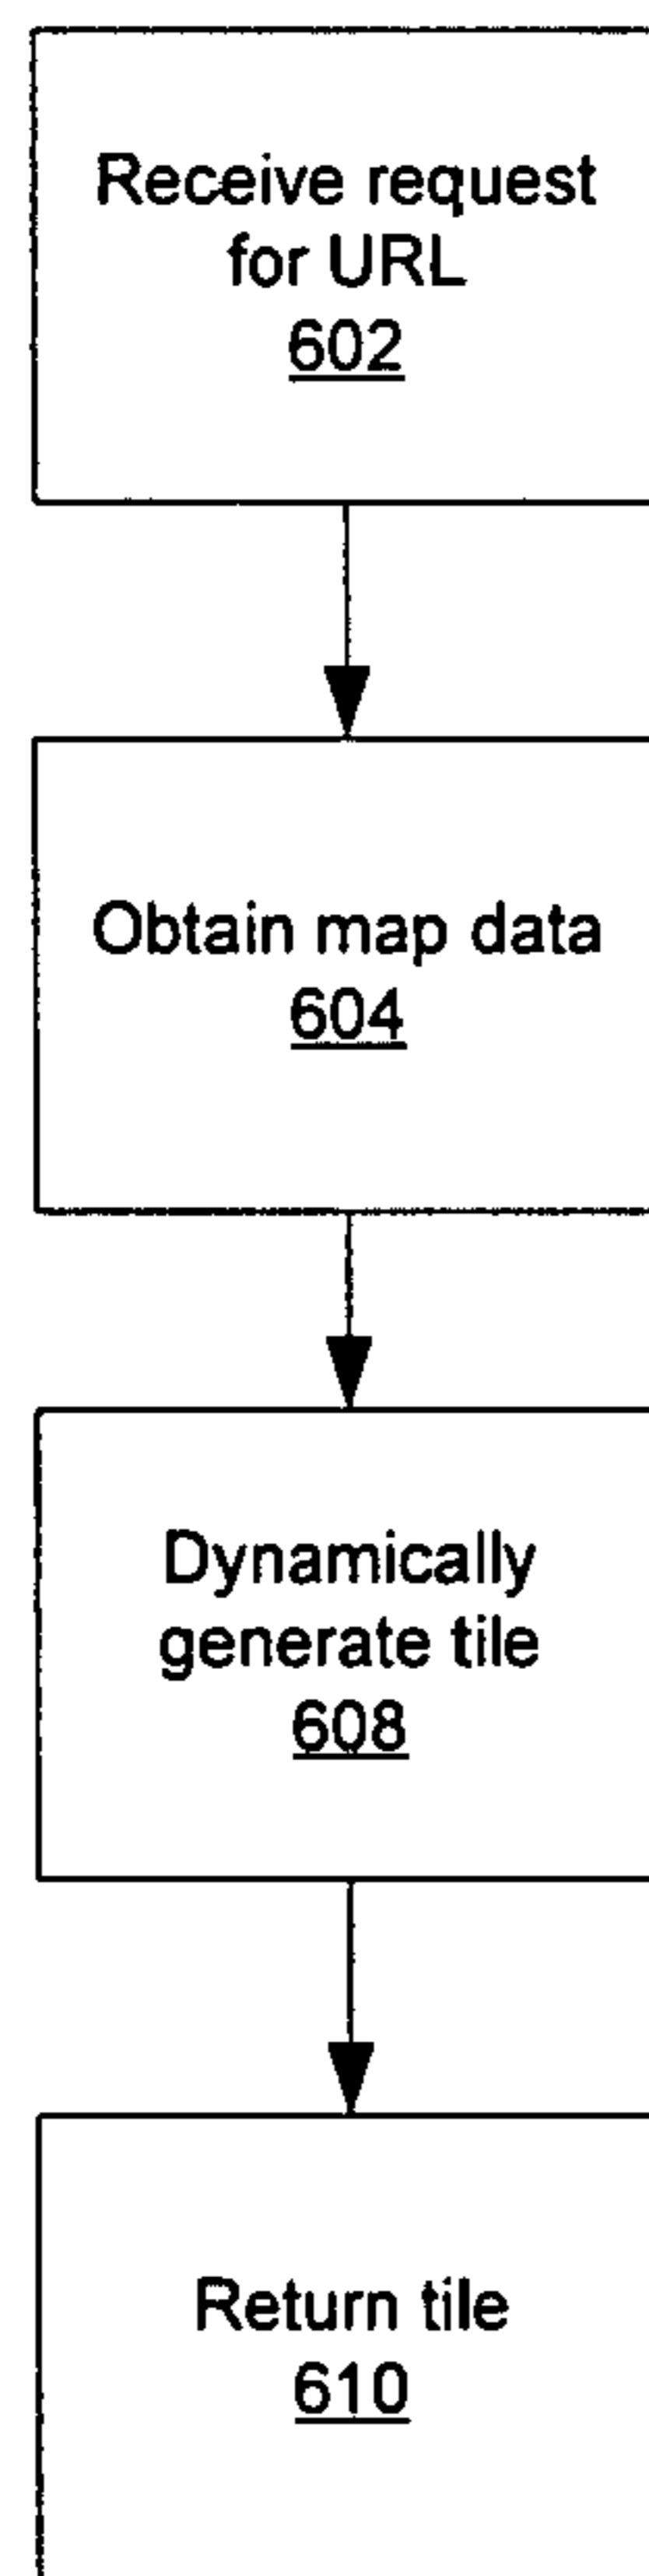 Receive request
for URL
602
Obtain map data
604
Dynamically
generate tile
608
Return tile
610